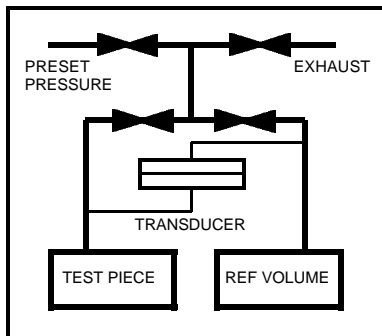 PRESET
PRESSURE
EXHAUST
TRANSDUCER
TEST PIECE
REF VOLUME